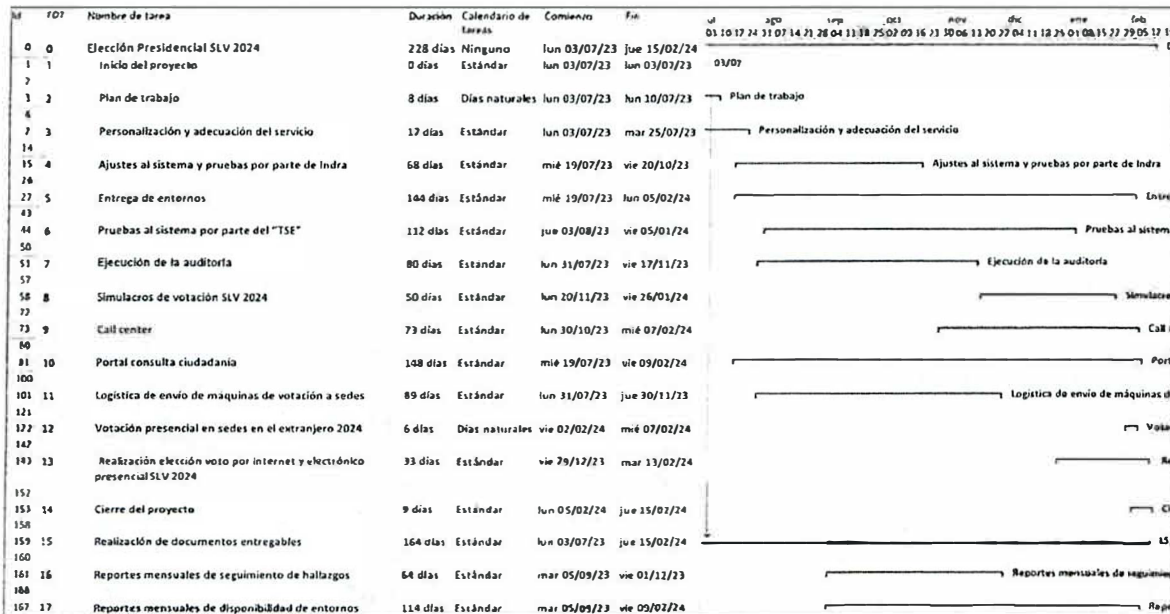 Id EDT Nombre de tarea Duración Calendario de tareas Comienzo Fin jul ago sep oct nov dic ene feb
0 0 Elección Presidencial SLV 2024 228 días Ninguno lun 03/07/23 jue 15/02/24
1 1 Inicio del proyecto 0 días Estándar lun 03/07/23 lun 03/07/23 03/07
2
3 2 Plan de trabajo 8 días Días naturales lun 03/07/23 lun 10/07/23 Plan de trabajo
6
7 3 Personalización y adecuación del servicio 17 días Estándar lun 03/07/23 mar 25/07/23 Personalización y adecuación del servicio
14
15 4 Ajustes al sistema y pruebas por parte de Indra 68 días Estándar mié 19/07/23 vie 20/10/23 Ajustes al sistema y pruebas por parte de Indra
26
27 5 Entrega de entornos 144 días Estándar mié 19/07/23 lun 05/02/24 Entre
43
44 6 Pruebas al sistema por parte del "TSE" 112 días Estándar jue 03/08/23 vie 05/01/24 Pruebas al sistema
50
51 7 Ejecución de la auditoría 80 días Estándar lun 31/07/23 vie 17/11/23 Ejecución de la auditoría
57
58 8 Simulacros de votación SLV 2024 50 días Estándar lun 20/11/23 vie 26/01/24 Simulacro
72
73 9 Call center 73 días Estándar lun 30/10/23 mié 07/02/24 Call
80
81 10 Portal consulta ciudadanía 148 días Estándar mié 19/07/23 vie 09/02/24 Port
100
101 11 Logística de envío de máquinas de votación a sedes 89 días Estándar lun 31/07/23 jue 30/11/23 Logística de envío de máquinas d
121
122 12 Votación presencial en sedes en el extranjero 2024 6 días Días naturales vie 02/02/24 mié 07/02/24 Vota
142
143 13 Realización elección voto por internet y electrónico 33 días Estándar vie 29/12/23 mar 13/02/24 Re
presencial SLV 2024
152
153 14 Cierre del proyecto 9 días Estándar lun 05/02/24 jue 15/02/24 Ci
158
159 15 Realización de documentos entregables 164 días Estándar lun 03/07/23 jue 15/02/24
160
161 16 Reportes mensuales de seguimiento de hallazgos 64 días Estándar mar 05/09/23 vie 01/12/23 Reportes mensuales de seguimien
166
167 17 Reportes mensuales de disponibilidad de entornos 114 días Estándar mar 05/09/23 vie 09/02/24 Repo